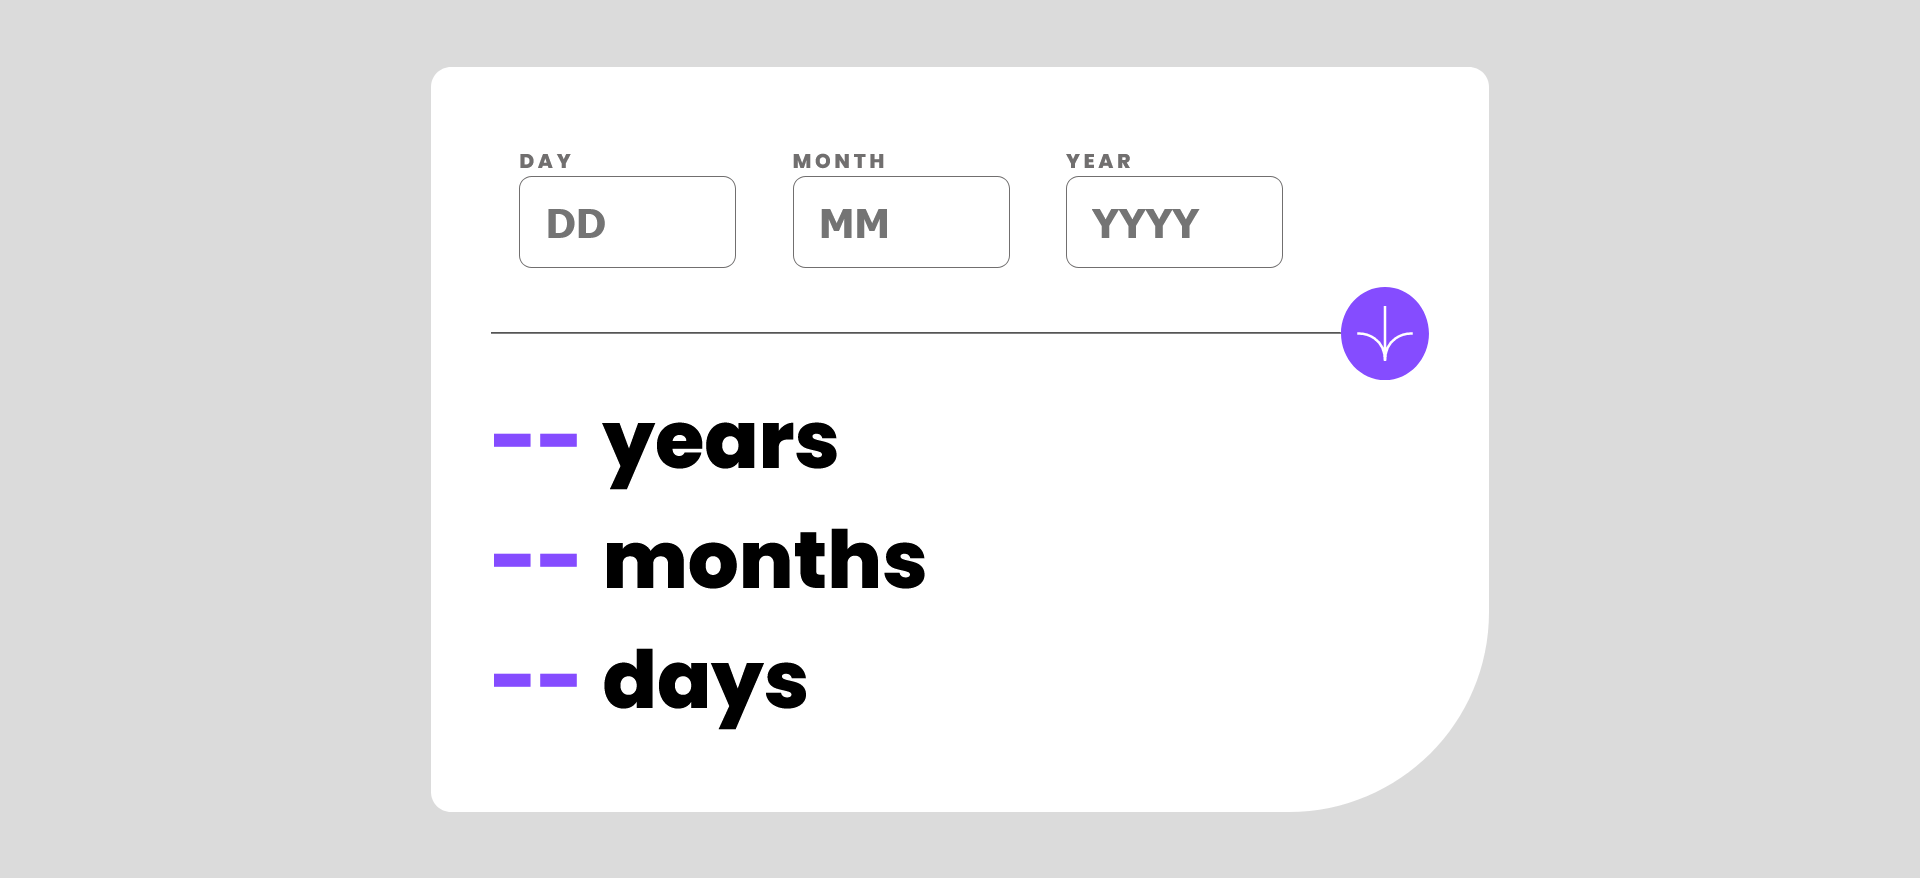 DAY MONTH YEAR
DD MM YYYY
-- years
-- months
-- days